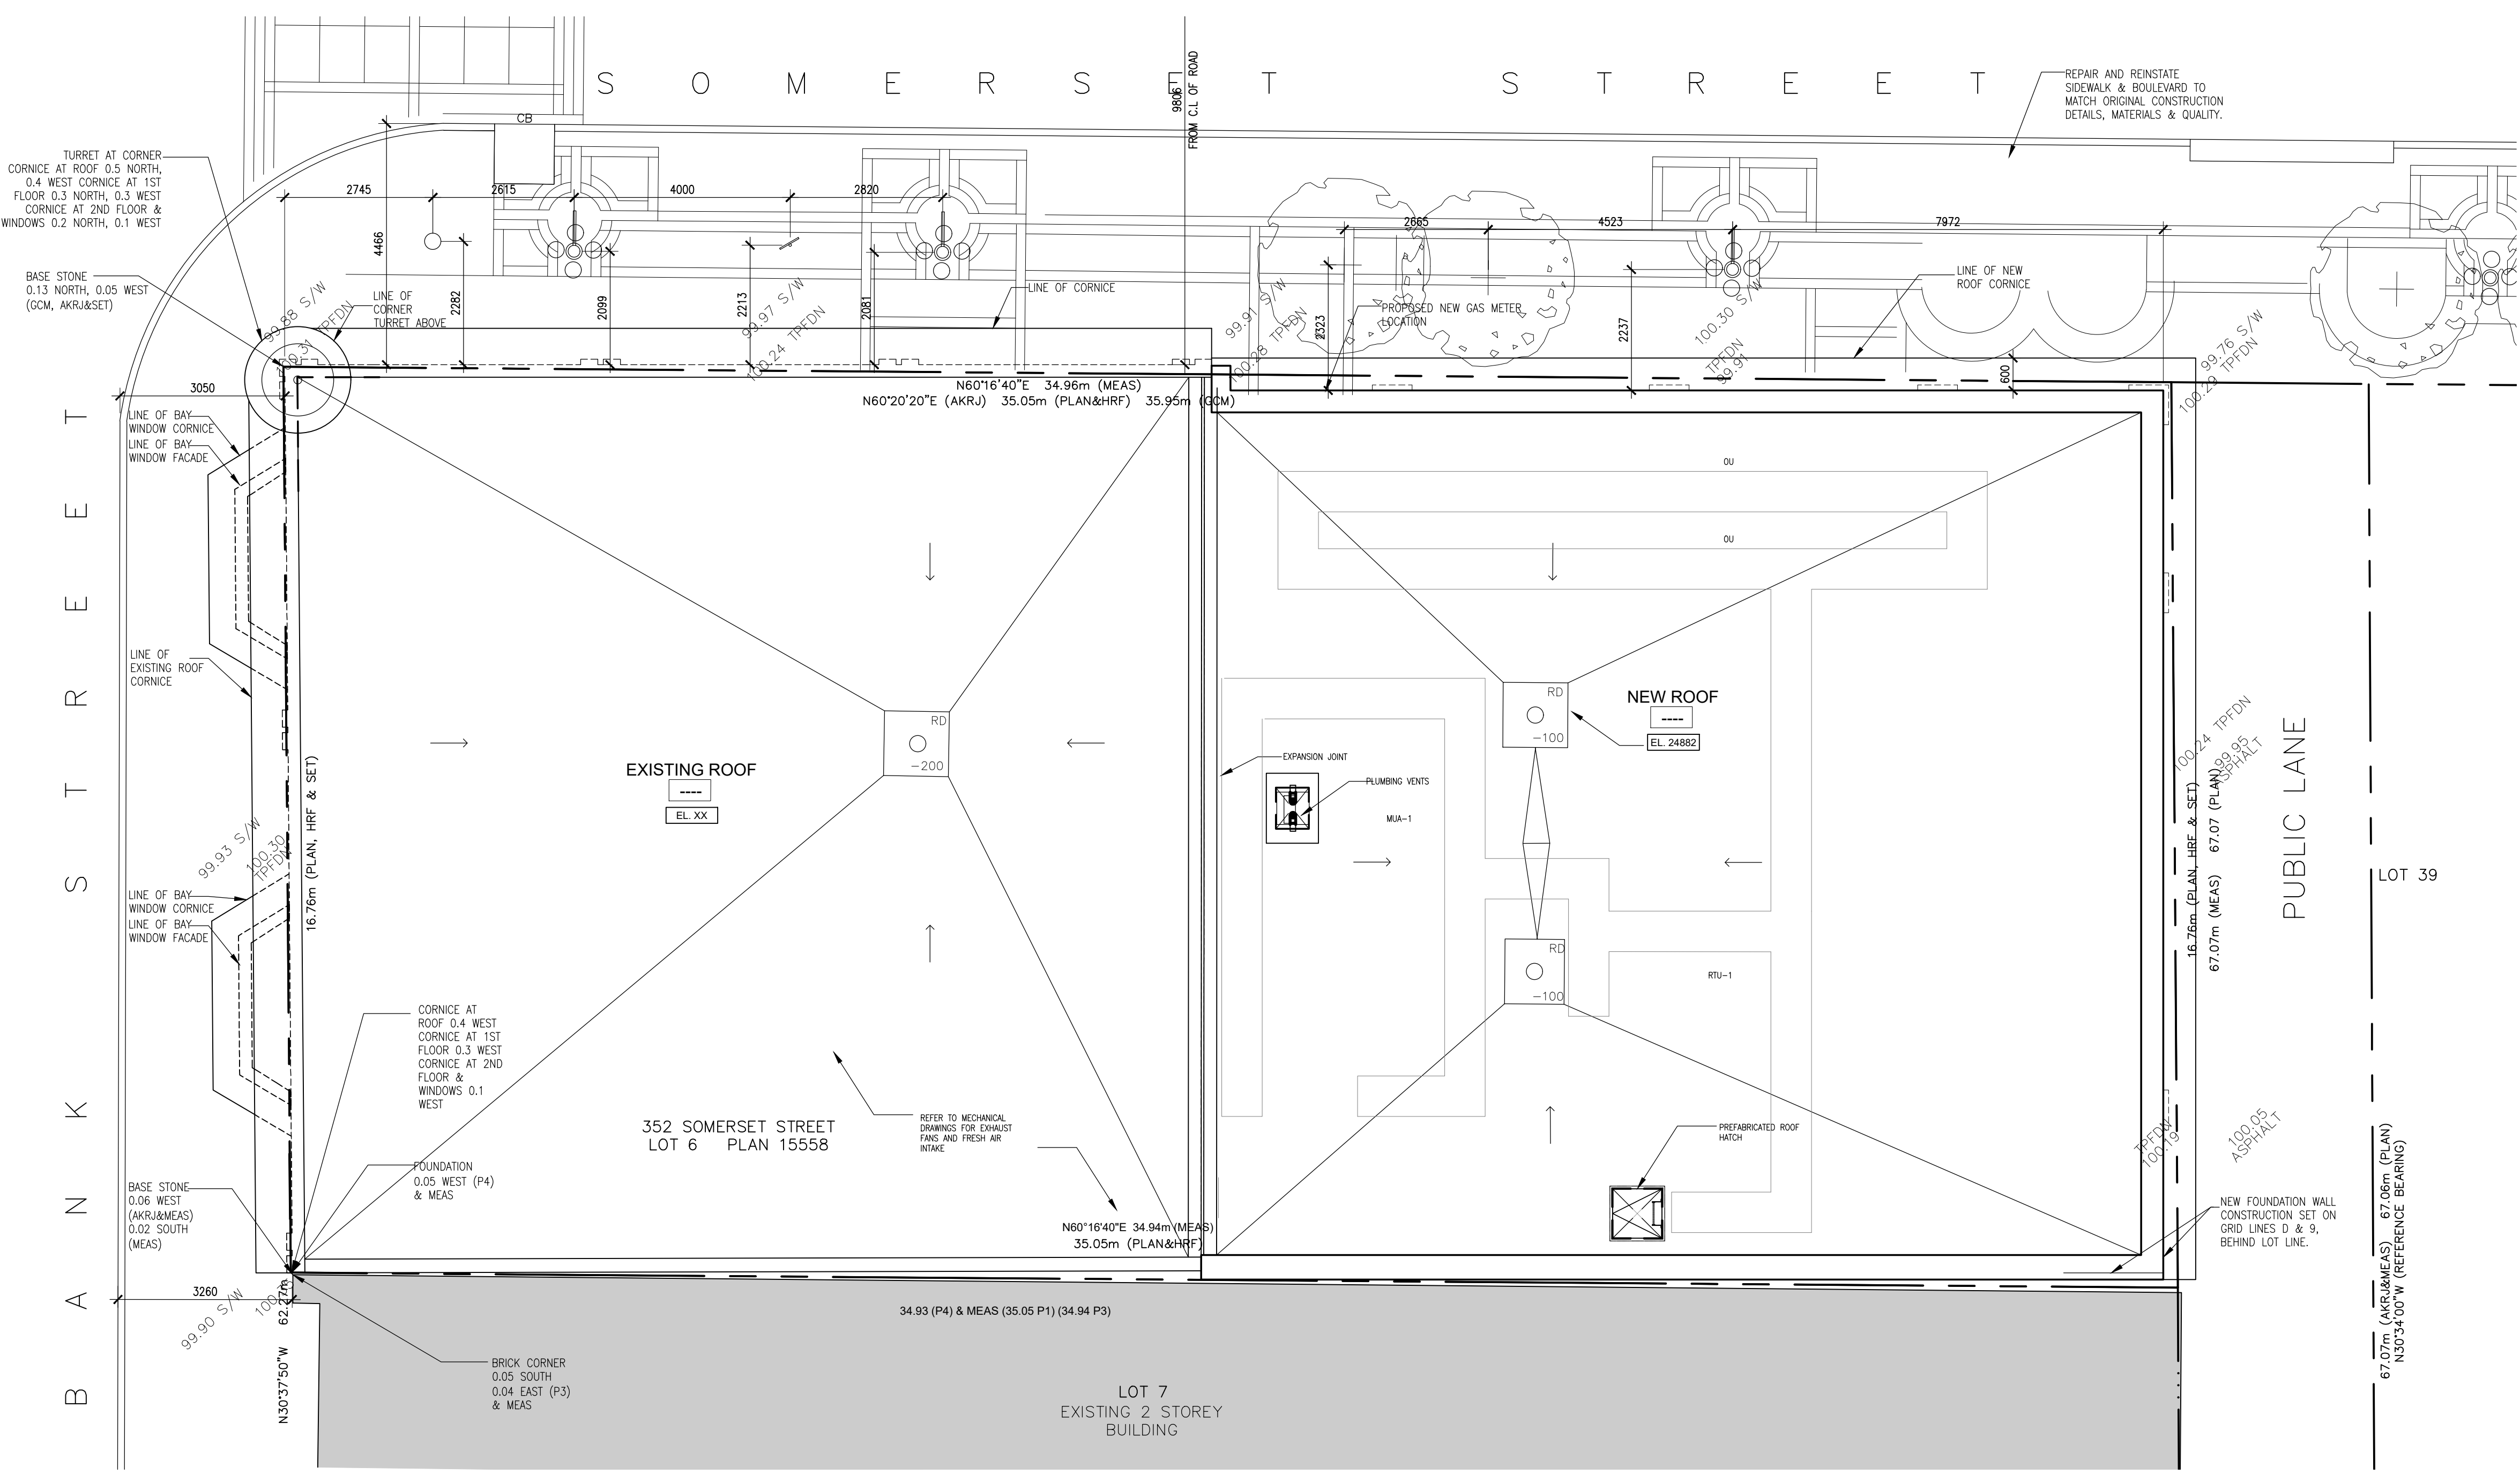 SOMERSET STREET
9806
FROM C.L OF ROAD
REPAIR AND REINSTATE
SIDEWALK & BOULEVARD TO
MATCH ORIGINAL CONSTRUCTION
DETAILS, MATERIALS & QUALITY.
CB
TURRET AT CORNER
CORNICE AT ROOF 0.5 NORTH,
0.4 WEST CORNICE AT 1ST
FLOOR 0.3 NORTH, 0.3 WEST
CORNICE AT 2ND FLOOR &
WINDOWS 0.2 NORTH, 0.1 WEST
2745
2615
4000
2820
2665
4523
7972
4466
BASE STONE
0.13 NORTH, 0.05 WEST
(GCM, AKRJ&SET)
LINE OF
CORNER
TURRET ABOVE
2282
2099
2213
2081
LINE OF CORNICE
2323
PROPOSED NEW GAS METER
LOCATION
2237
LINE OF NEW
ROOF CORNICE
99.88 S/W
100.31 TPFDN
99.97 S/W
100.24 TPFDN
99.91 S/W
100.28 TPFDN
100.30 S/W
TPFDN
99.91
99.76 S/W
100.29 TPFDN
600
3050
N60°16'40"E 34.96m (MEAS)
N60°20'20"E (AKRJ) 35.05m (PLAN&HRF) 35.95m (GCM)
LINE OF BAY
WINDOW CORNICE
LINE OF BAY
WINDOW FACADE
OU
OU
BANK STREET
LINE OF
EXISTING ROOF
CORNICE
RD
-200
RD
-100
NEW ROOF
----
EL. 24882
EXISTING ROOF
----
EL. XX
EXPANSION JOINT
PLUMBING VENTS
MUA-1
16.76m (PLAN, HRF & SET)
100.24 TPFDN
99.95
ASPHALT
PUBLIC LANE
16.76m (PLAN, HRF & SET)
67.07m (MEAS) 67.07 (PLAN)
LOT 39
99.93 S/W
100.30
TPFDN
LINE OF BAY
WINDOW CORNICE
LINE OF BAY
WINDOW FACADE
RD
-100
RTU-1
CORNICE AT
ROOF 0.4 WEST
CORNICE AT 1ST
FLOOR 0.3 WEST
CORNICE AT 2ND
FLOOR &
WINDOWS 0.1
WEST
352 SOMERSET STREET
LOT 6 PLAN 15558
REFER TO MECHANICAL
DRAWINGS FOR EXHAUST
FANS AND FRESH AIR
INTAKE
PREFABRICATED ROOF
HATCH
TPFDN
100.19
100.05
ASPHALT
FOUNDATION
0.05 WEST (P4)
& MEAS
BASE STONE
0.06 WEST
(AKRJ&MEAS)
0.02 SOUTH
(MEAS)
N60°16'40"E 34.94m (MEAS)
35.05m (PLAN&HRF)
NEW FOUNDATION WALL
CONSTRUCTION SET ON
GRID LINES D & 9,
BEHIND LOT LINE.
67.07m (AKRJ&MEAS) 67.06m (PLAN)
N30°34'00"W (REFERENCE BEARING)
3260
99.90 S/W
N30°37'50"W 62.27m
34.93 (P4) & MEAS (35.05 P1) (34.94 P3)
BRICK CORNER
0.05 SOUTH
0.04 EAST (P3)
& MEAS
LOT 7
EXISTING 2 STOREY
BUILDING